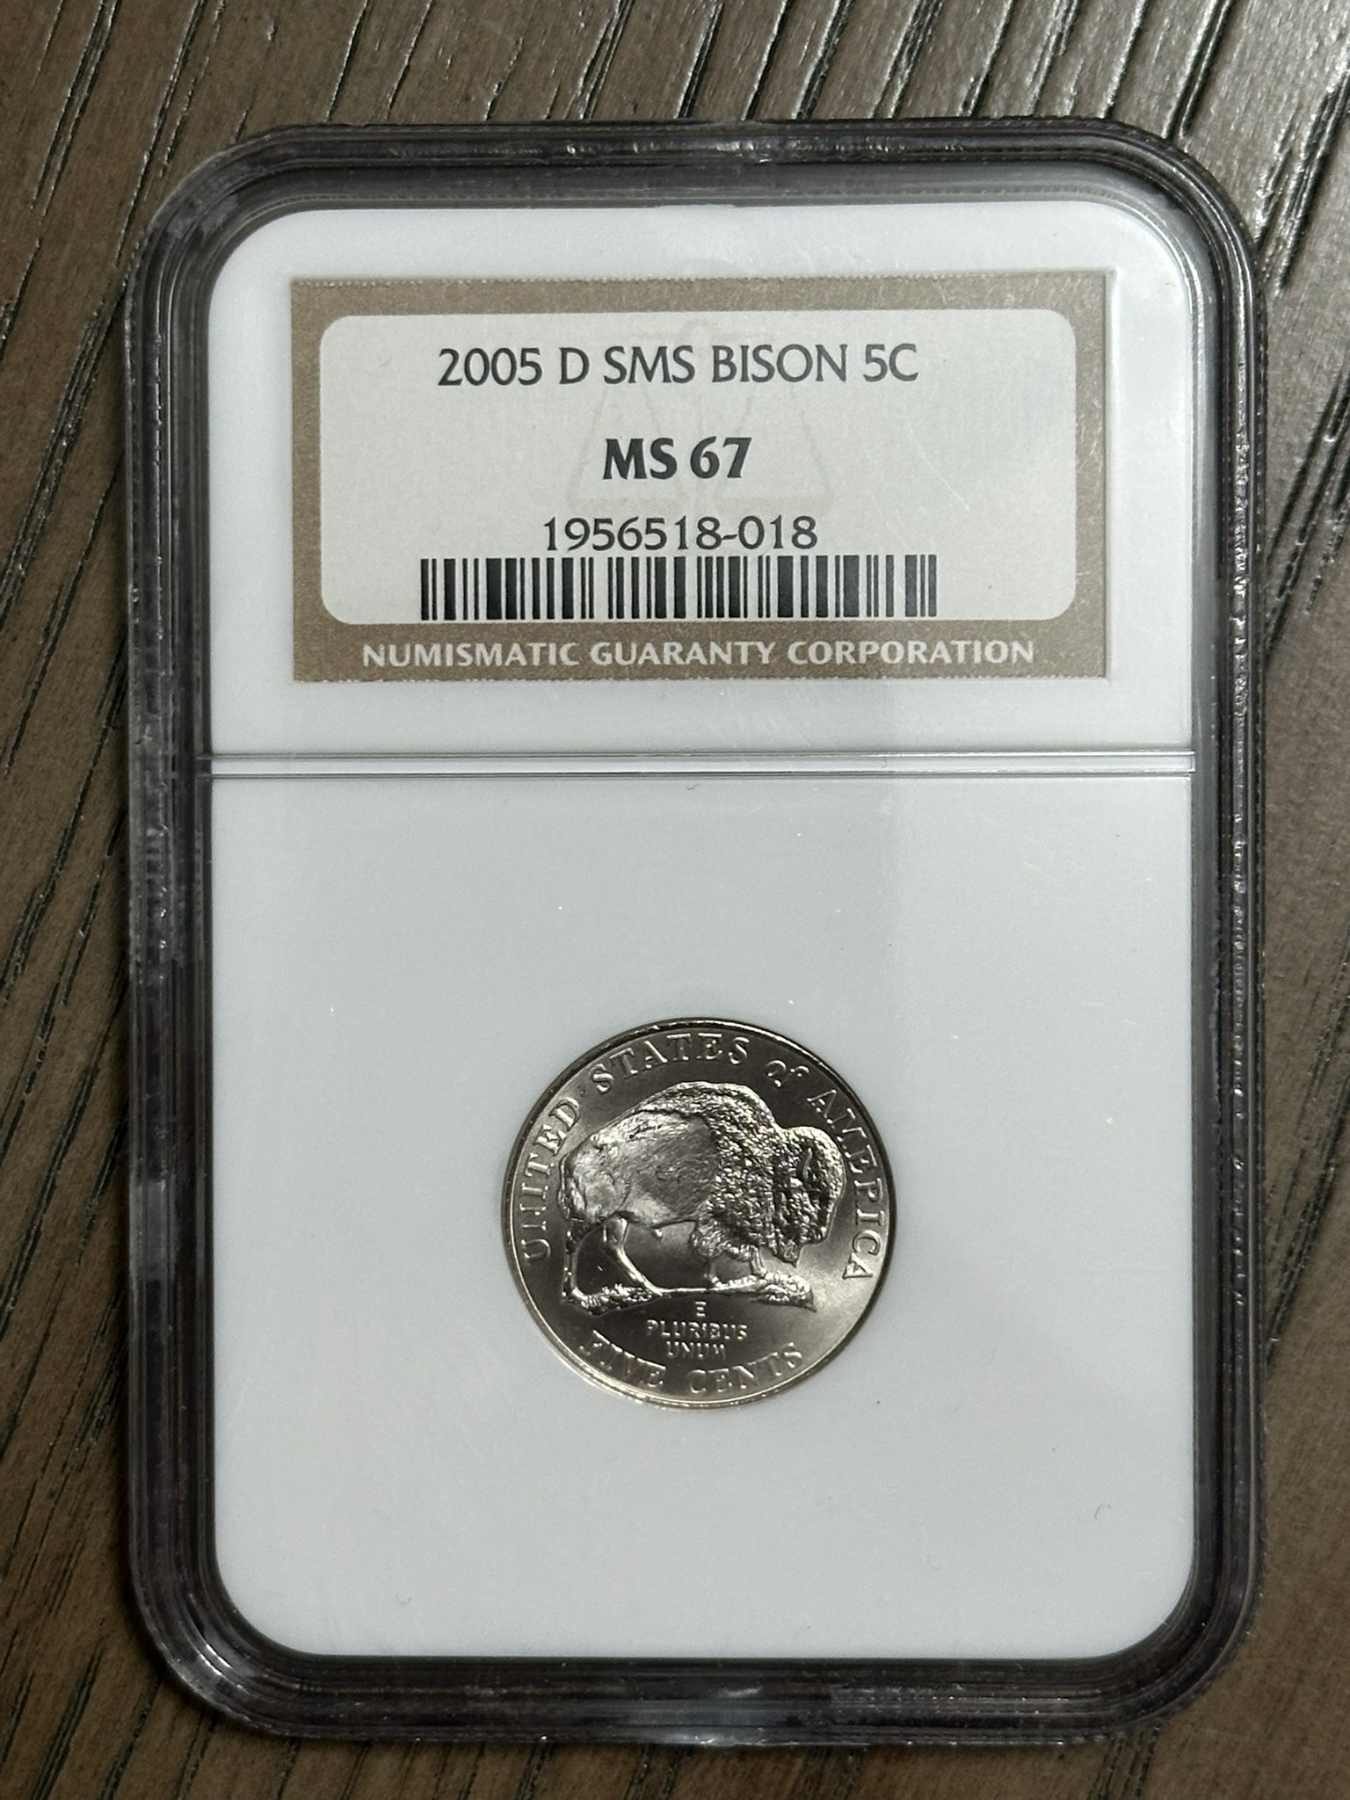 2005 D SMS BISON 5C
MS 67
1956518-018
NUMISMATIC GUARANTY CORPORATION
UNITED STATES of AMERICA
E
PLURIBUS
UNUM
FIVE CENTS